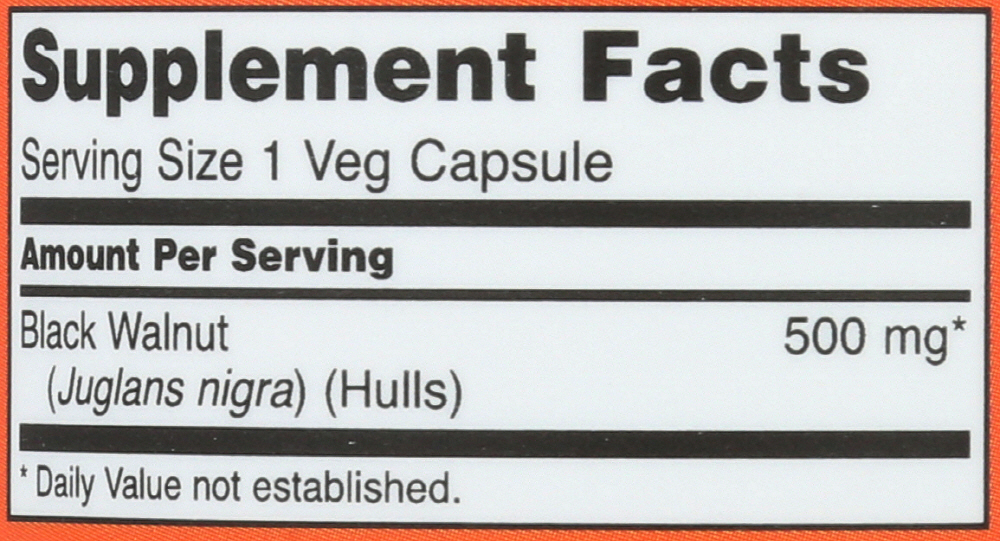 Supplement Facts
Serving Size 1 Veg Capsule
Amount Per Serving
Black Walnut 500 mg*
(Juglans nigra) (Hulls)
* Daily Value not established.